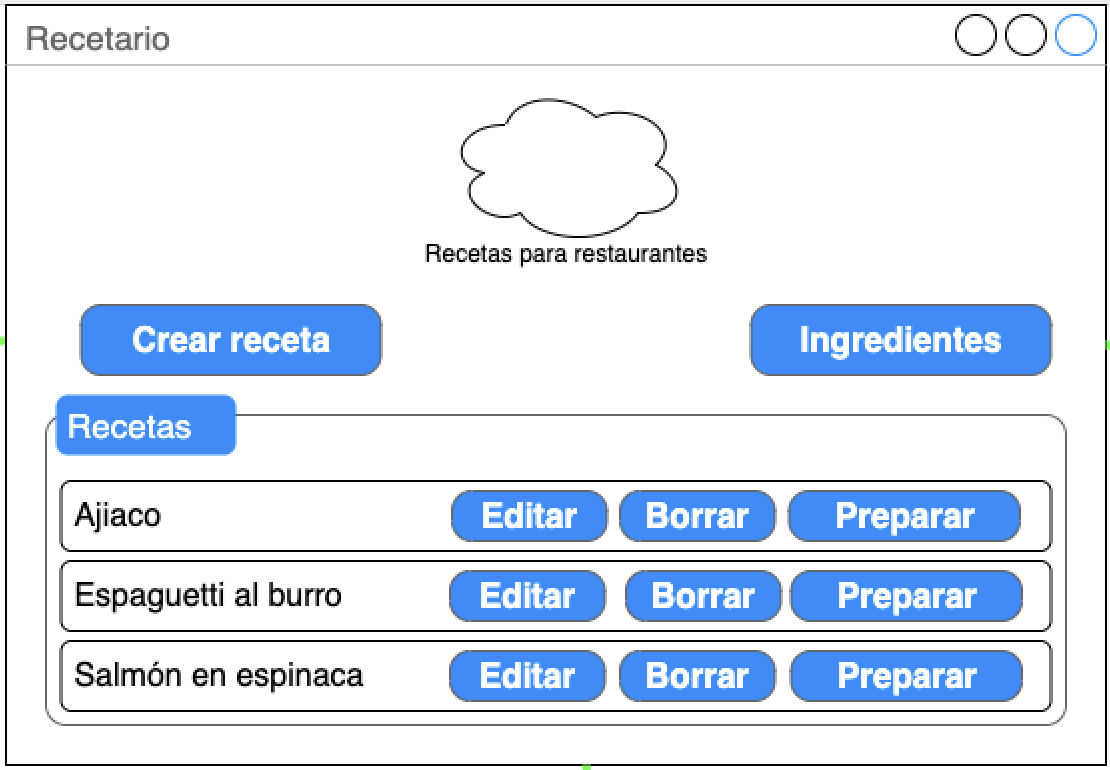 Recetario
Recetas para restaurantes
Crear receta
Ingredientes
Recetas
Ajiaco Editar Borrar Preparar
Espaguetti al burro Editar Borrar Preparar
Salmón en espinaca Editar Borrar Preparar